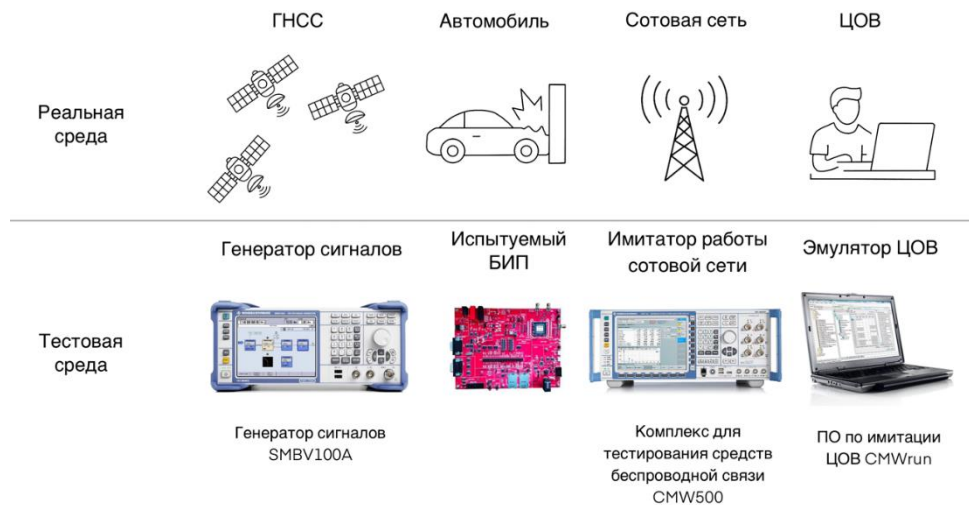 ГНСС
Автомобиль
Сотовая сеть
ЦОВ
Реальная
среда
Генератор сигналов
Испытуемый
БИП
Имитатор работы
сотовой сети
Эмулятор ЦОВ
Тестовая
среда
Генератор сигналов
SMBV100A
Комплекс для
тестирования средств
беспроводной связи
CMW500
ПО по имитации
ЦОВ CMWrun